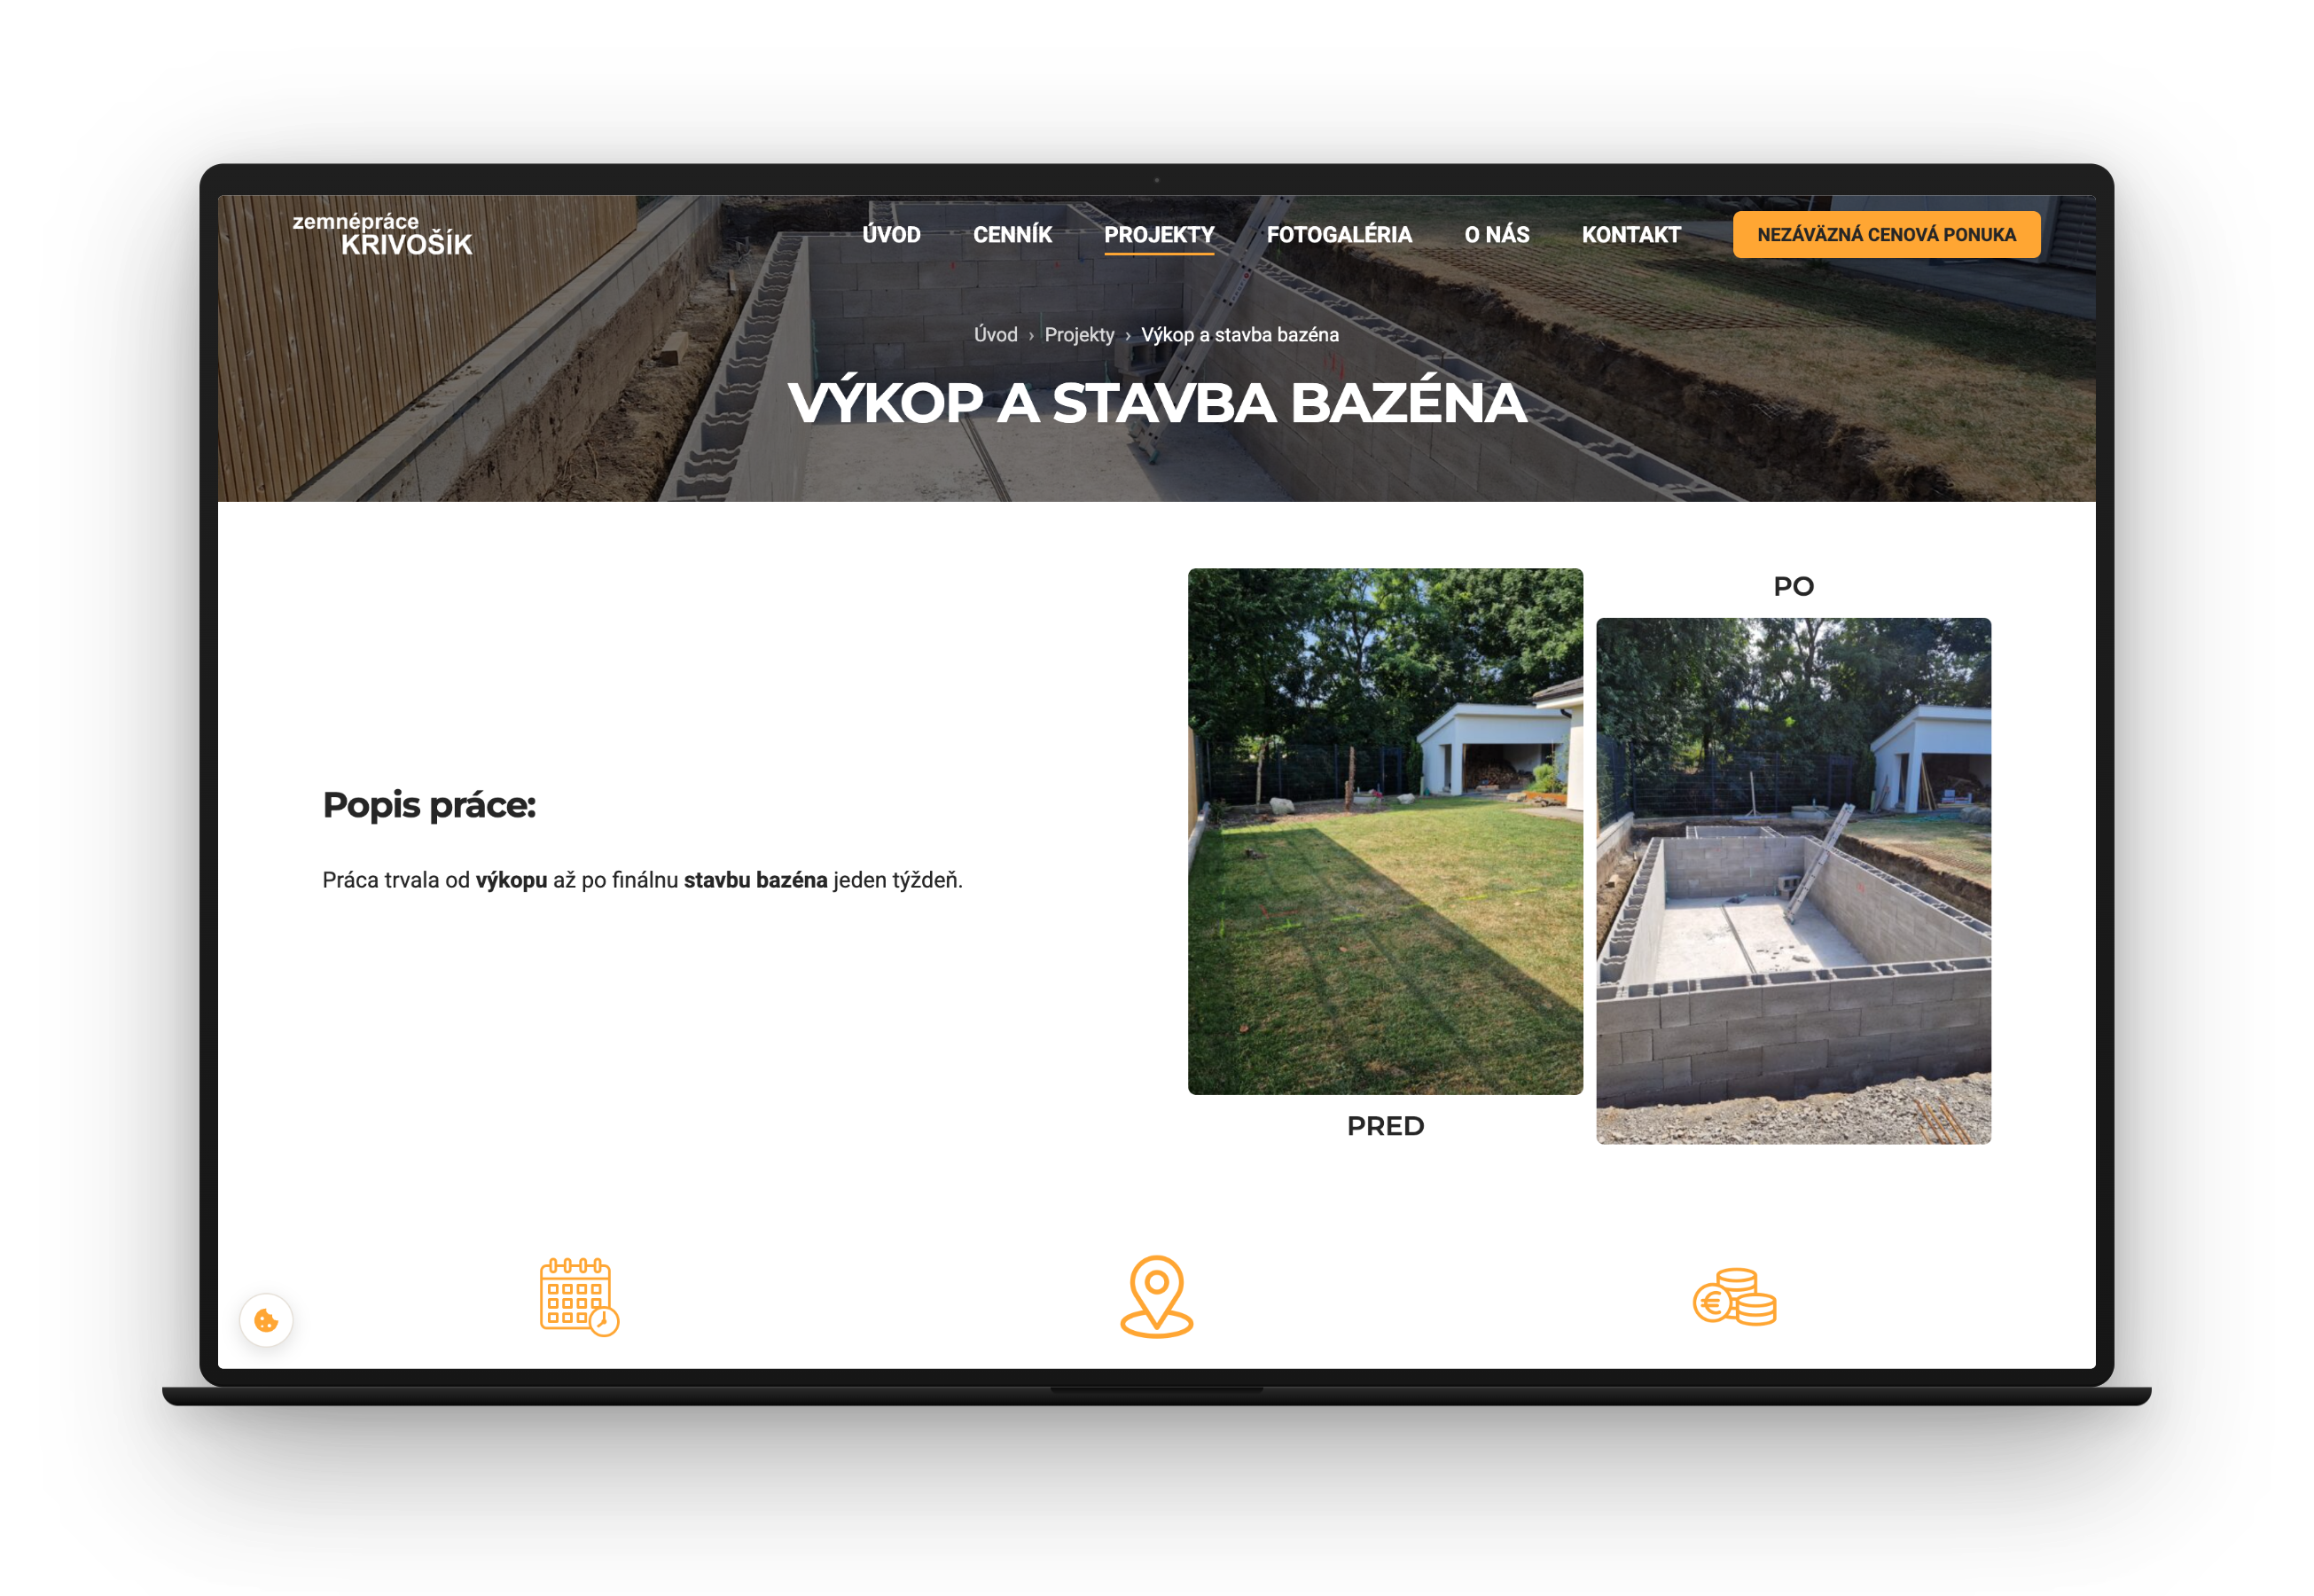 zemnépráce
KRIVOŠÍK
ÚVOD
CENNÍK
PROJEKTY
FOTOGALÉRIA
O NÁS
KONTAKT
NEZÁVÄZNÁ CENOVÁ PONUKA
Úvod › Projekty › Výkop a stavba bazéna
VÝKOP A STAVBA BAZÉNA
Popis práce:
Práca trvala od výkopu až po finálnu stavbu bazéna jeden týždeň.
PO
PRED
€